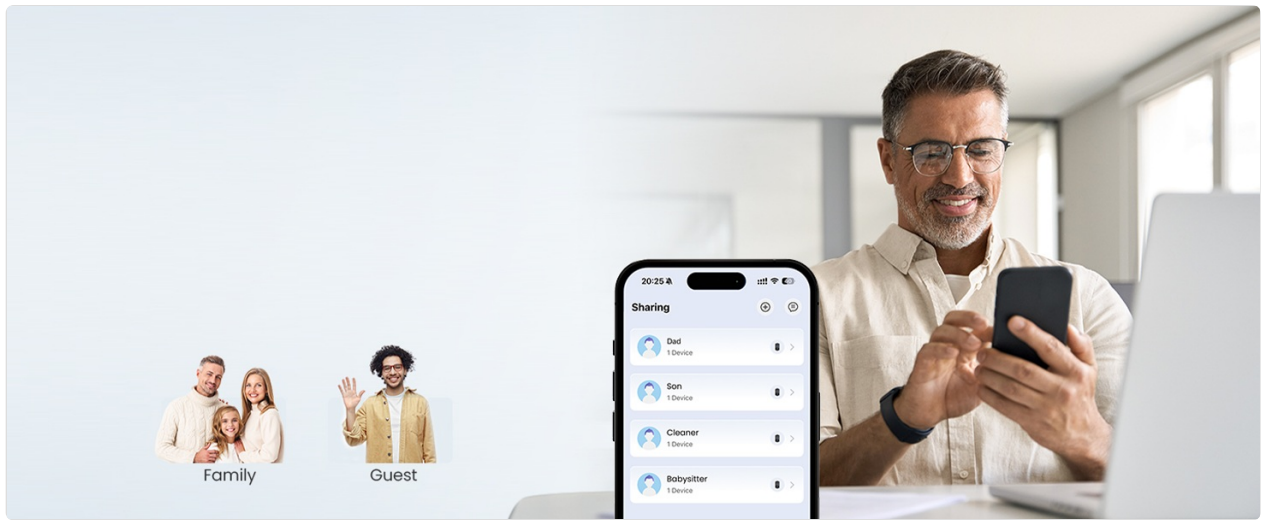 Family
Guest
20:25
Sharing
Dad
1 Device
Son
1 Device
Cleaner
1 Device
Babysitter
1 Device